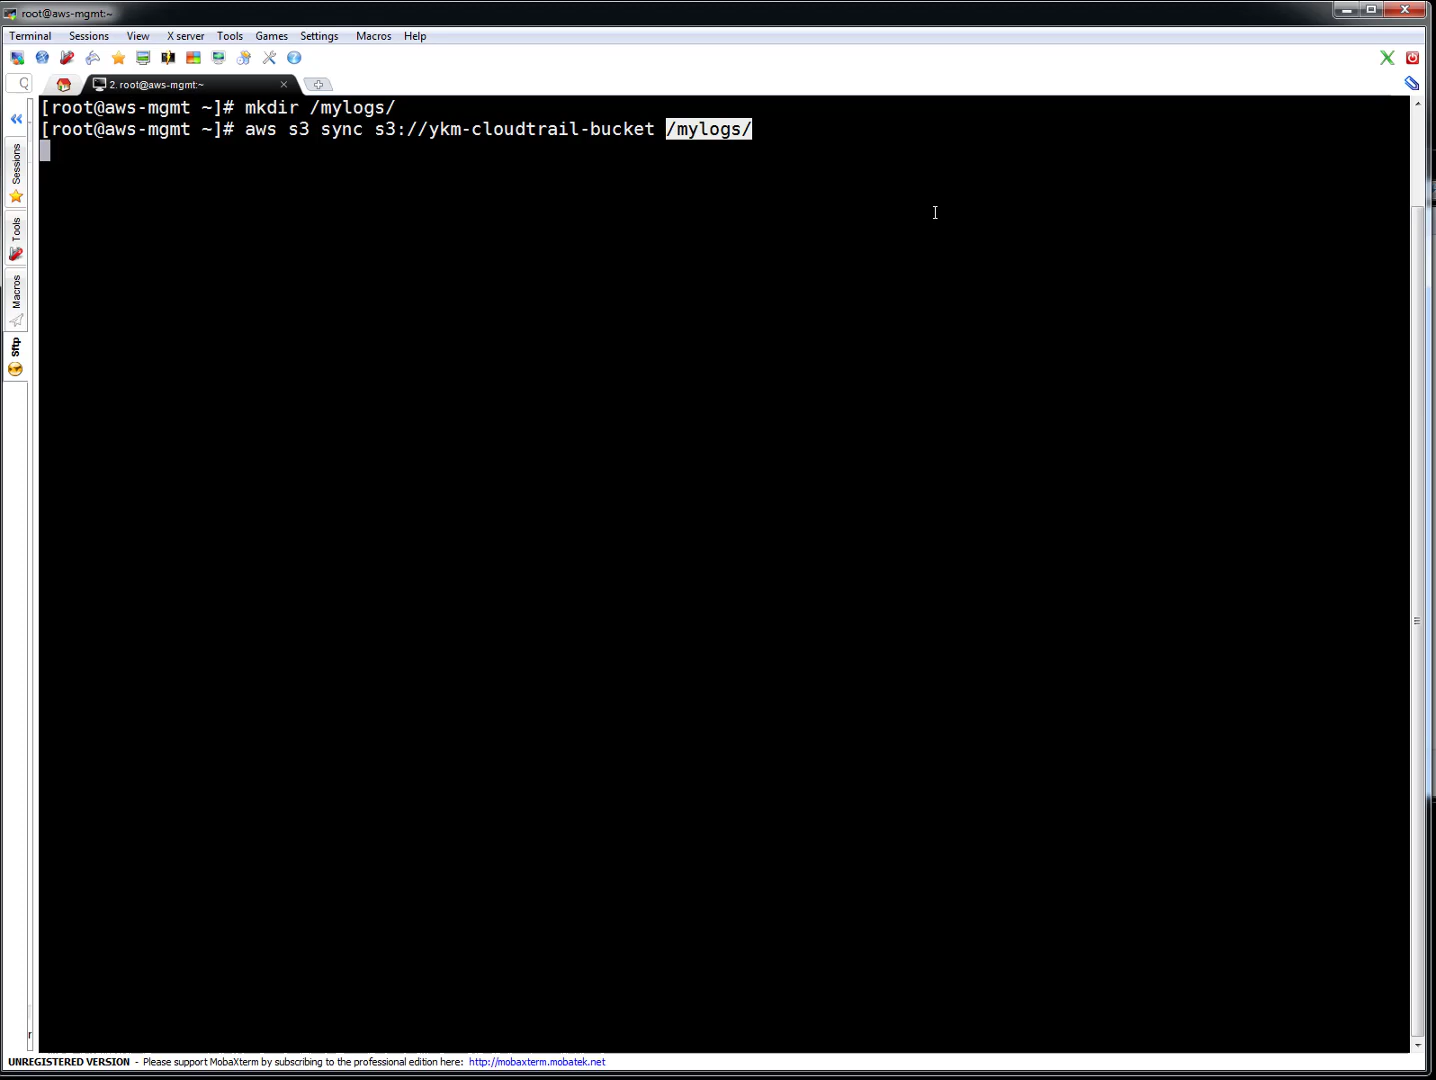 root@aws-mgmt:~
Terminal Sessions View X server Tools Games Settings Macros Help
2. root@aws-mgmt:~
[root@aws-mgmt ~]# mkdir /mylogs/
[root@aws-mgmt ~]# aws s3 sync s3://ykm-cloudtrail-bucket /mylogs/
Sessions
Tools
Macros
Sftp
UNREGISTERED VERSION - Please support MobaXterm by subscribing to the professional edition here: http://mobaxterm.mobatek.net